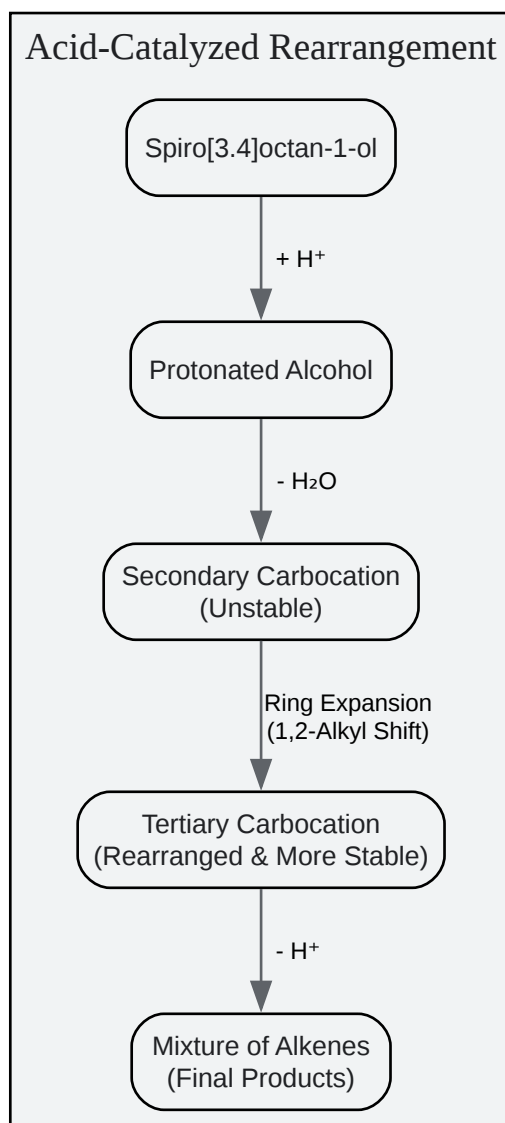 Acid-Catalyzed Rearrangement
Spiro[3.4]octan-1-ol
+ H⁺
Protonated Alcohol
- H₂O
Secondary Carbocation
(Unstable)
Ring Expansion
(1,2-Alkyl Shift)
Tertiary Carbocation
(Rearranged & More Stable)
- H⁺
Mixture of Alkenes
(Final Products)